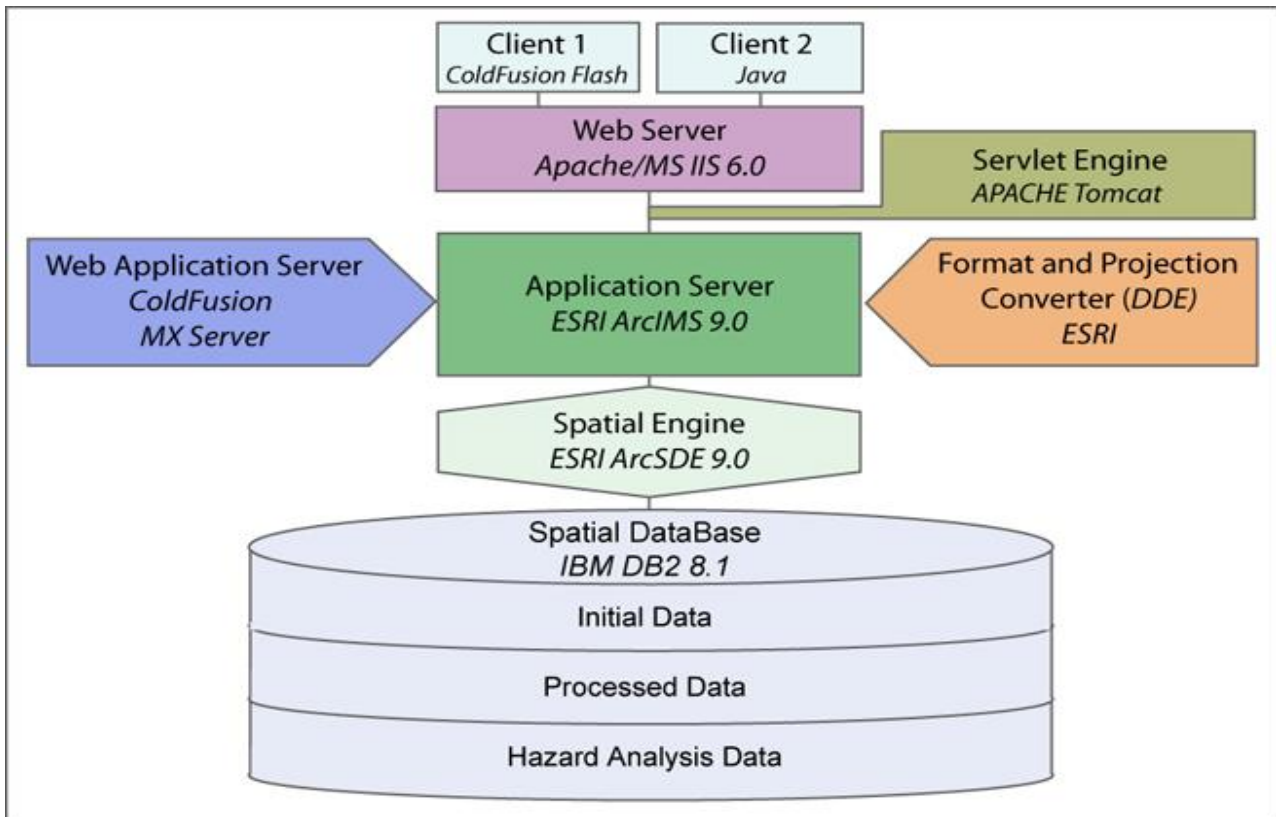 Client 1
ColdFusion Flash
Client 2
Java
Web Server
Apache/MS IIS 6.0
Servlet Engine
APACHE Tomcat
Web Application Server
ColdFusion
MX Server
Application Server
ESRI ArcIMS 9.0
Format and Projection
Converter (DDE)
ESRI
Spatial Engine
ESRI ArcSDE 9.0
Spatial DataBase
IBM DB2 8.1
Initial Data
Processed Data
Hazard Analysis Data